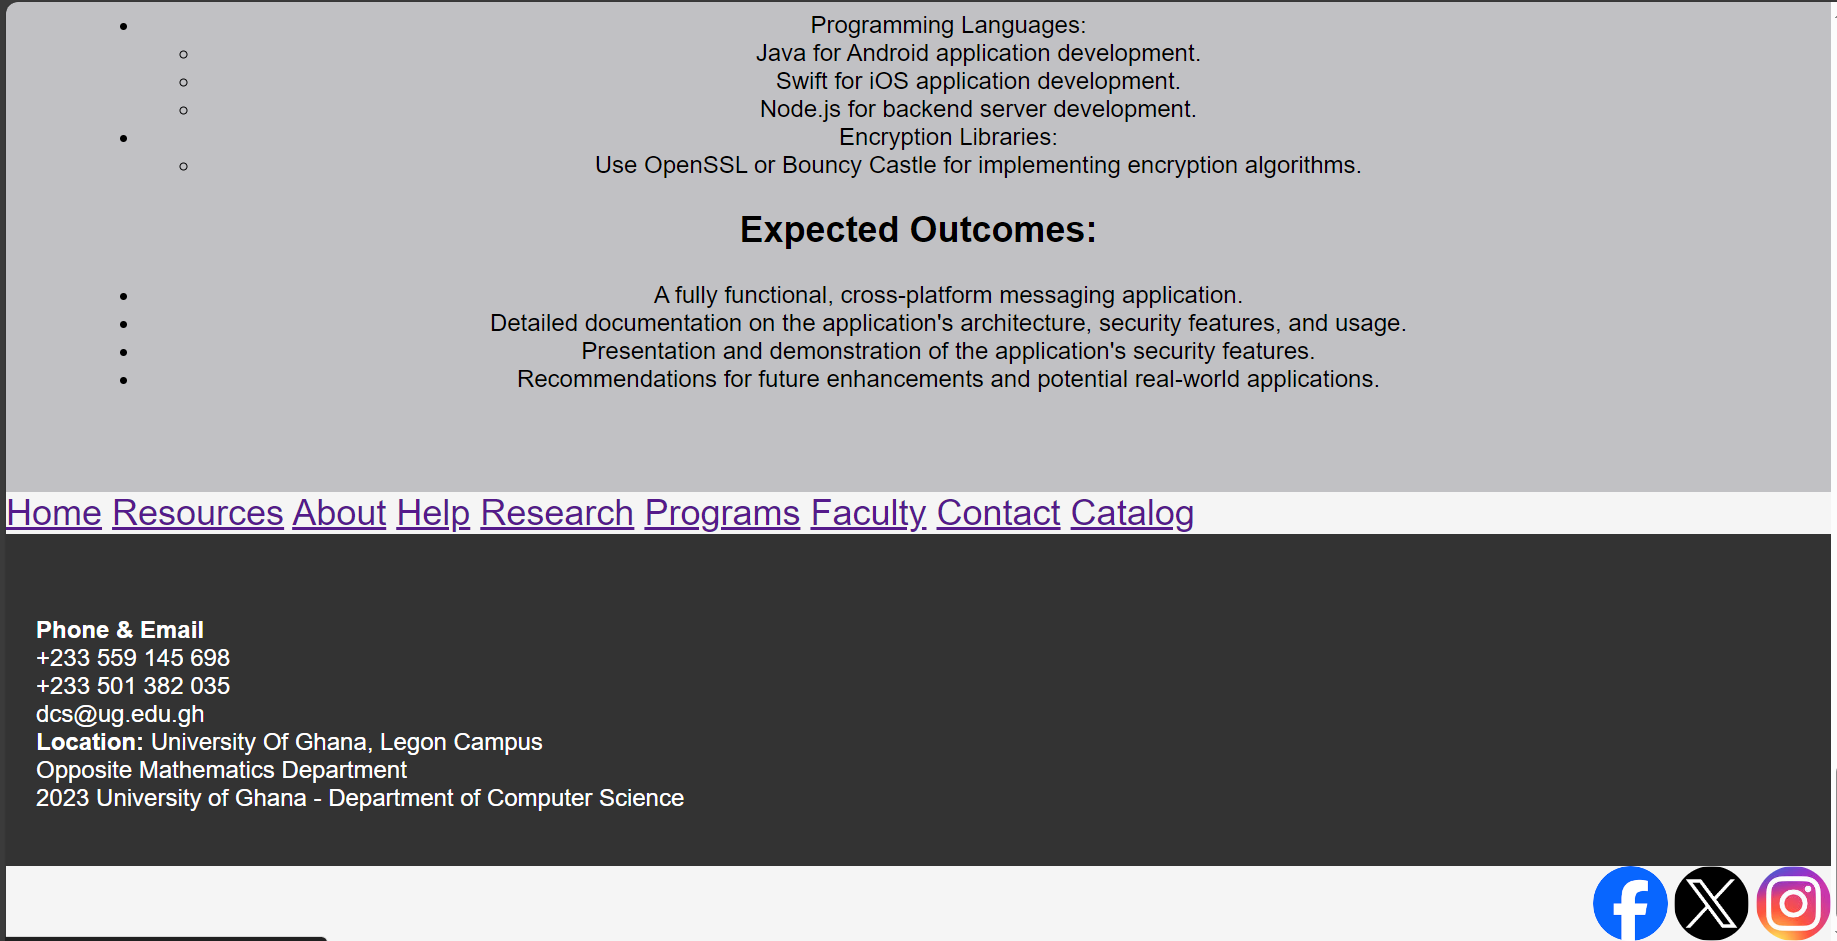 Programming Languages:
Java for Android application development.
Swift for iOS application development.
Node.js for backend server development.
Encryption Libraries:
Use OpenSSL or Bouncy Castle for implementing encryption algorithms.
Expected Outcomes:
A fully functional, cross-platform messaging application.
Detailed documentation on the application's architecture, security features, and usage.
Presentation and demonstration of the application's security features.
Recommendations for future enhancements and potential real-world applications.
Home Resources About Help Research Programs Faculty Contact Catalog
Phone & Email
+233 559 145 698
+233 501 382 035
dcs@ug.edu.gh
Location: University Of Ghana, Legon Campus
Opposite Mathematics Department
2023 University of Ghana - Department of Computer Science